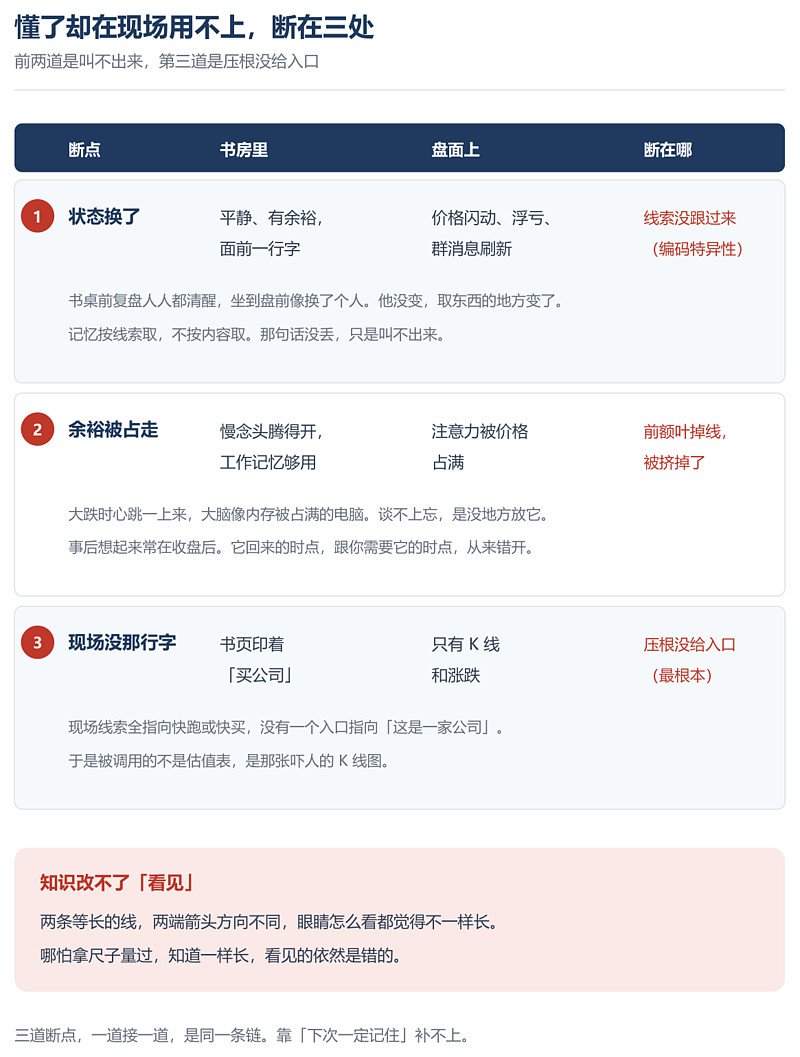 懂了却在现场用不上，断在三处
前两道是叫不出来，第三道是压根没给入口
断点 书房里 盘面上 断在哪
1 状态换了 平静、有余裕， 价格闪动、浮亏、 线索没跟过来
面前一行字 群消息刷新 （编码特异性）
书桌前复盘人人都清醒，坐到盘前像换了个人。他没变，取东西的地方变了。
记忆按线索取，不按内容取。那句话没丢，只是叫不出来。
2 余裕被占走 慢念头腾得开， 注意力被价格 前额叶掉线，
工作记忆够用 占满 被挤掉了
大跌时心跳一上来，大脑像内存被占满的电脑。谈不上忘，是没地方放它。
事后想起来常在收盘后。它回来的时点，跟你需要它的时点，从来错开。
3 现场没那行字 书页印着 只有 K 线 压根没给入口
「买公司」 和涨跌 （最根本）
现场线索全指向快跑或快买，没有一个入口指向「这是一家公司」。
于是被调用的不是估值表，是那张吓人的 K 线图。
知识改不了「看见」
两条等长的线，两端箭头方向不同，眼睛怎么看都觉得不一样长。
哪怕拿尺子量过，知道一样长，看见的依然是错的。
三道断点，一道接一道，是同一条链。靠「下次一定记住」补不上。